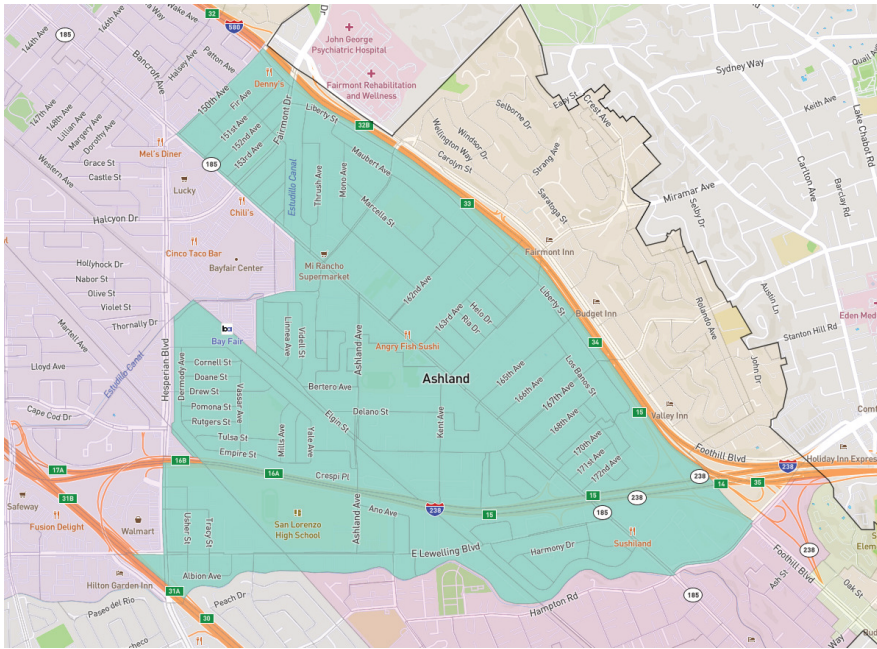 144th Ave
146th Ave
Wake Ave
32
580
Dr
185
Bancroft Ave
Halsey Ave
Patton Ave
John George
Psychiatric Hospital
Fairmont Rehabilitation
and Wellness
Denny's
150th Ave
Fir Ave
151st Ave
152nd Ave
153rd Ave
Fairmont Dr
Liberty St
32B
147th Ave
148th Ave
Lillian Ave
Margery Ave
Dorothy Ave
Mel's Diner
185
Grace St
Castle St
Western Ave
Lucky
Halcyon Dr
Chili's
Estudillo Canal
Thrush Ave
Mono Ave
Maubert Ave
Marcella St
Wellington Way
Windsor Dr
Carolyn St
Selborne Dr
Strang Ave
Easy St
Crest Ave
Saratoga St
Sydney Way
Quail Ave
Keith Ave
Lake Chabot Rd
Carlton Ave
Barclay Rd
Miramar Ave
Selby Dr
33
Fairmont Inn
Cinco Taco Bar
Bayfair Center
Mi Rancho
Supermarket
Hollyhock Dr
Nabor St
Olive St
Violet St
Thornally Dr
Martell Ave
162nd Ave
163rd Ave
Helo Dr
Ria Dr
Liberty St
Budget Inn
Rolando Ave
Austin Ln
Stanton Hill Rd
Eden Med
John Dr
ba
Bay Fair
Linnea Ave
Videll St
Ashland Ave
Angry Fish Sushi
34
Lloyd Ave
Estudillo Canal
Hesperian Blvd
Dermody Ave
Cornell St
Doane St
Drew St
Pomona St
Rutgers St
Tulsa St
Empire St
Vassar Ave
Bertero Ave
Ashland
165th Ave
166th Ave
167th Ave
168th Ave
Los Banos St
Delano St
Elgin St
Kent Ave
Mills Ave
Yale Ave
15
Valley Inn
Cape Cod Dr
170th Ave
171st Ave
172nd Ave
Foothill Blvd
Holiday Inn Expres
Comf
17A
16B
16A
31B
Crespi Pl
238
14
35
238
15
238
185
238
15
Safeway
Fusion Delight
Walmart
Usher St
Tracy St
San Lorenzo
High School
Ashland Ave
Ano Ave
Sushiland
E Lewelling Blvd
Harmony Dr
Foothill Blvd
238
S
Elem
Hilton Garden Inn
Albion Ave
31A
Paseo del Rio
Peach Dr
30
checo
Hampton Rd
185
Ash St
Oak St
Way